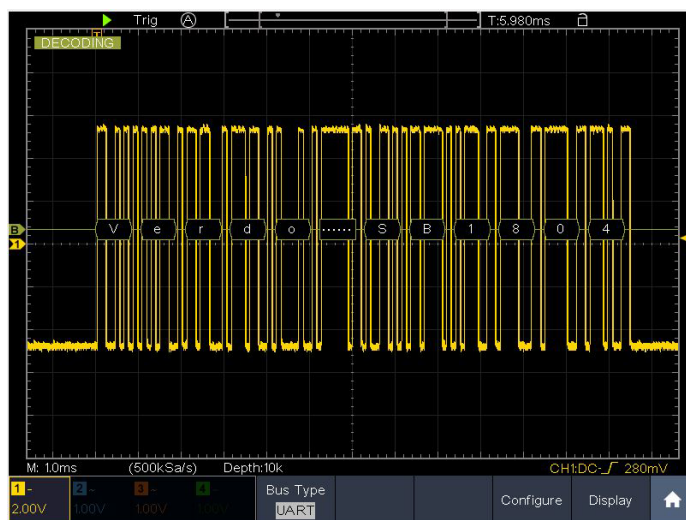 Trig A T:5.980ms
DECODING
T
B V e r d o ...... S B 1 8 0 4
1
M: 1.0ms (500kSa/s) Depth:10k CH1:DC- 280mV
1 ~ 2 ~ 3 ~ 4 ~ Bus Type
2.00V 1.00V 1.00V 1.00V UART Configure Display